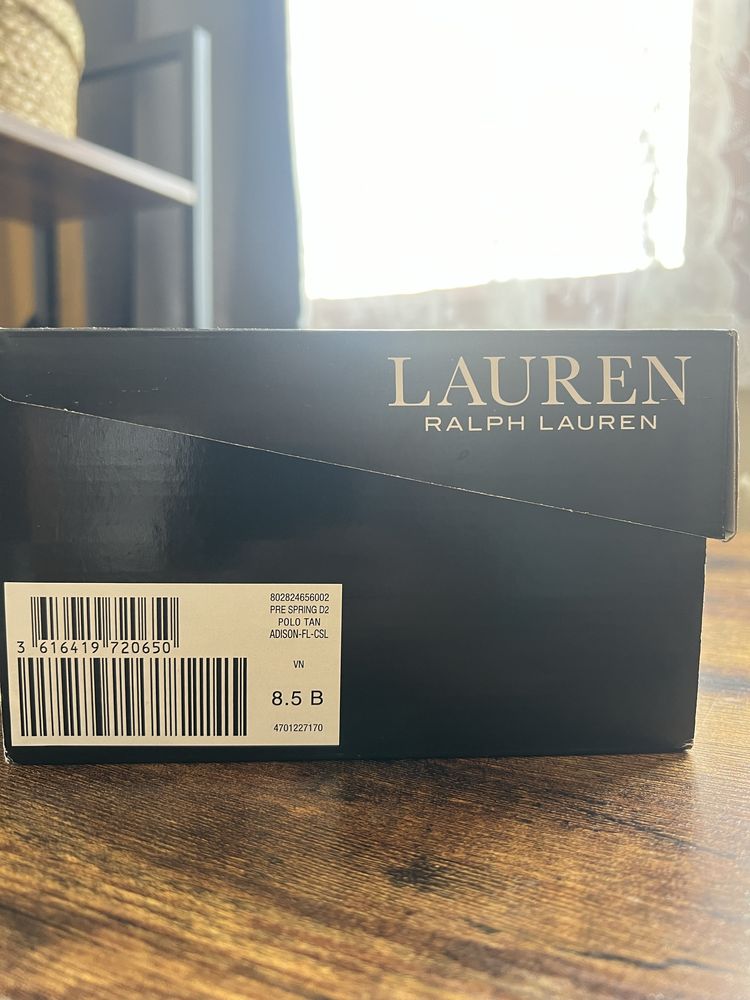 LAUREN
RALPH LAUREN
802824656002
PRE SPRING D2
POLO TAN
ADISON-FL-CSL
3 616419 720650
VN
8.5 B
4701227170